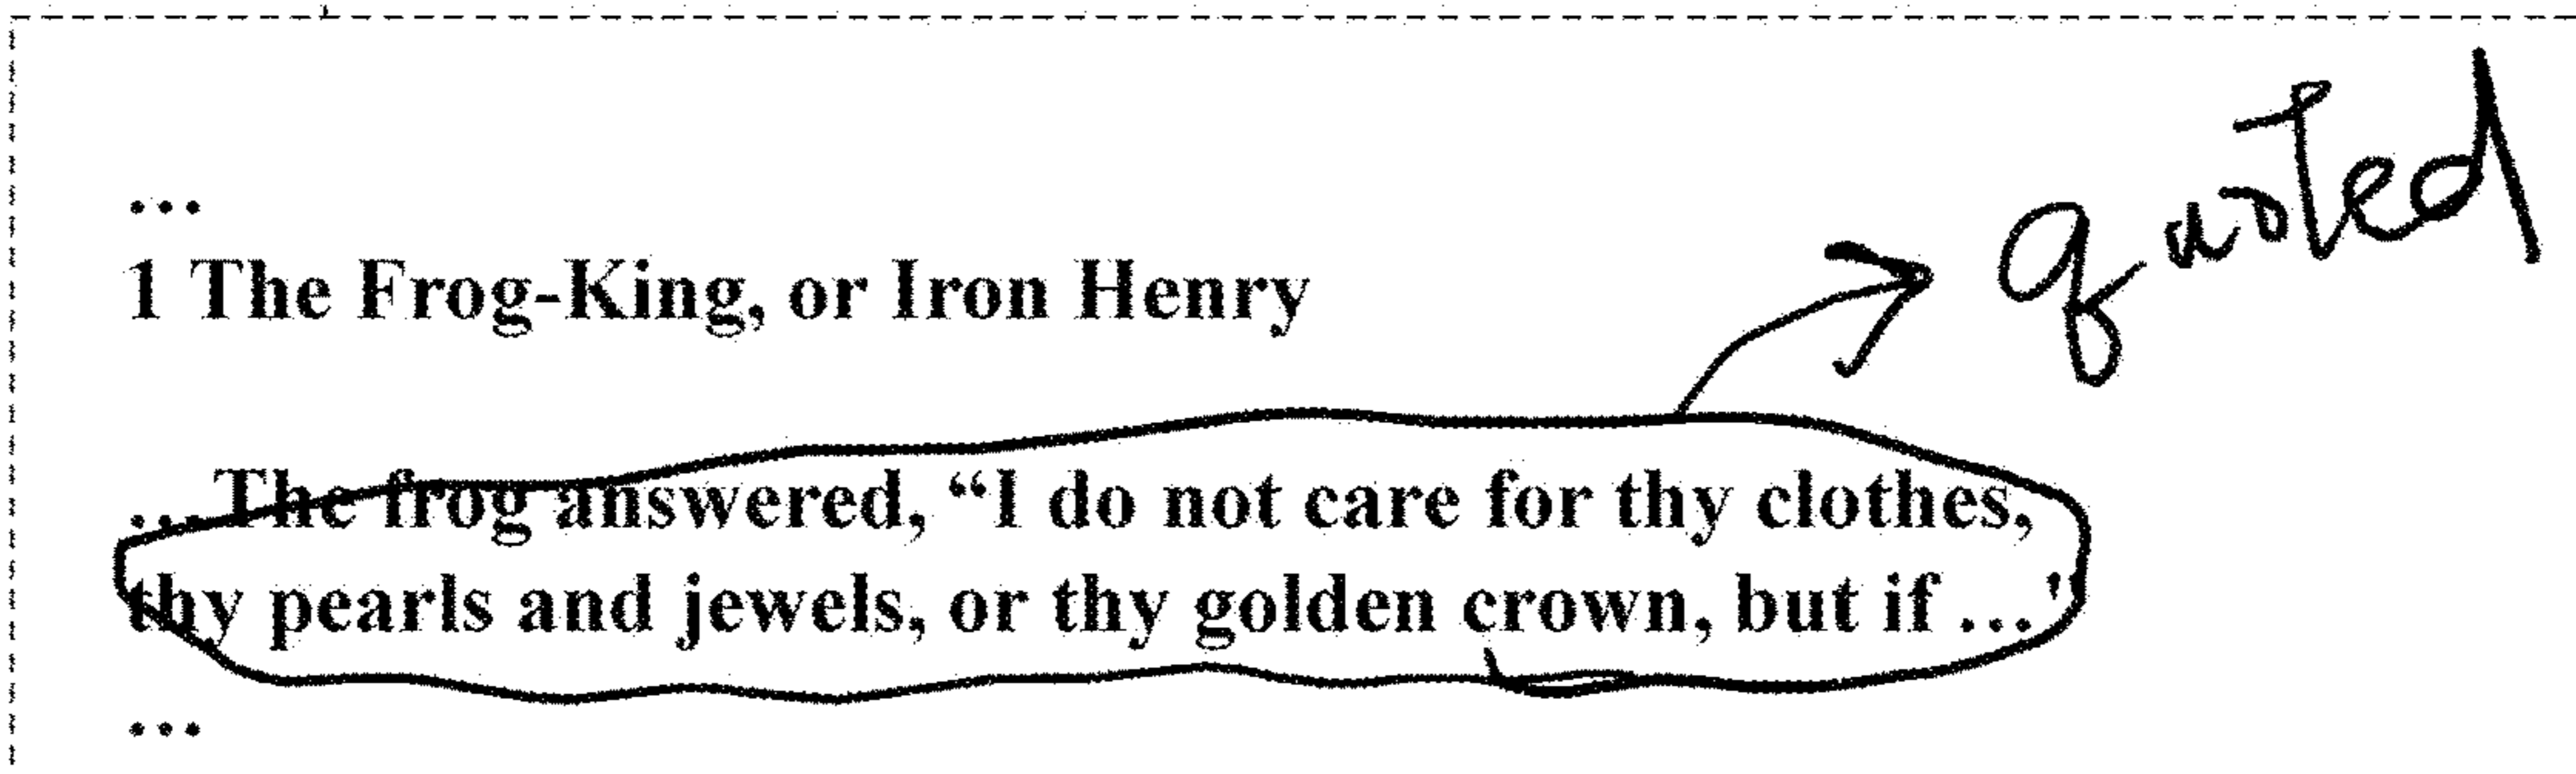 ...
1 The Frog-King, or Iron Henry
quoted
... The frog answered, “I do not care for thy clothes,
thy pearls and jewels, or thy golden crown, but if ..."
...